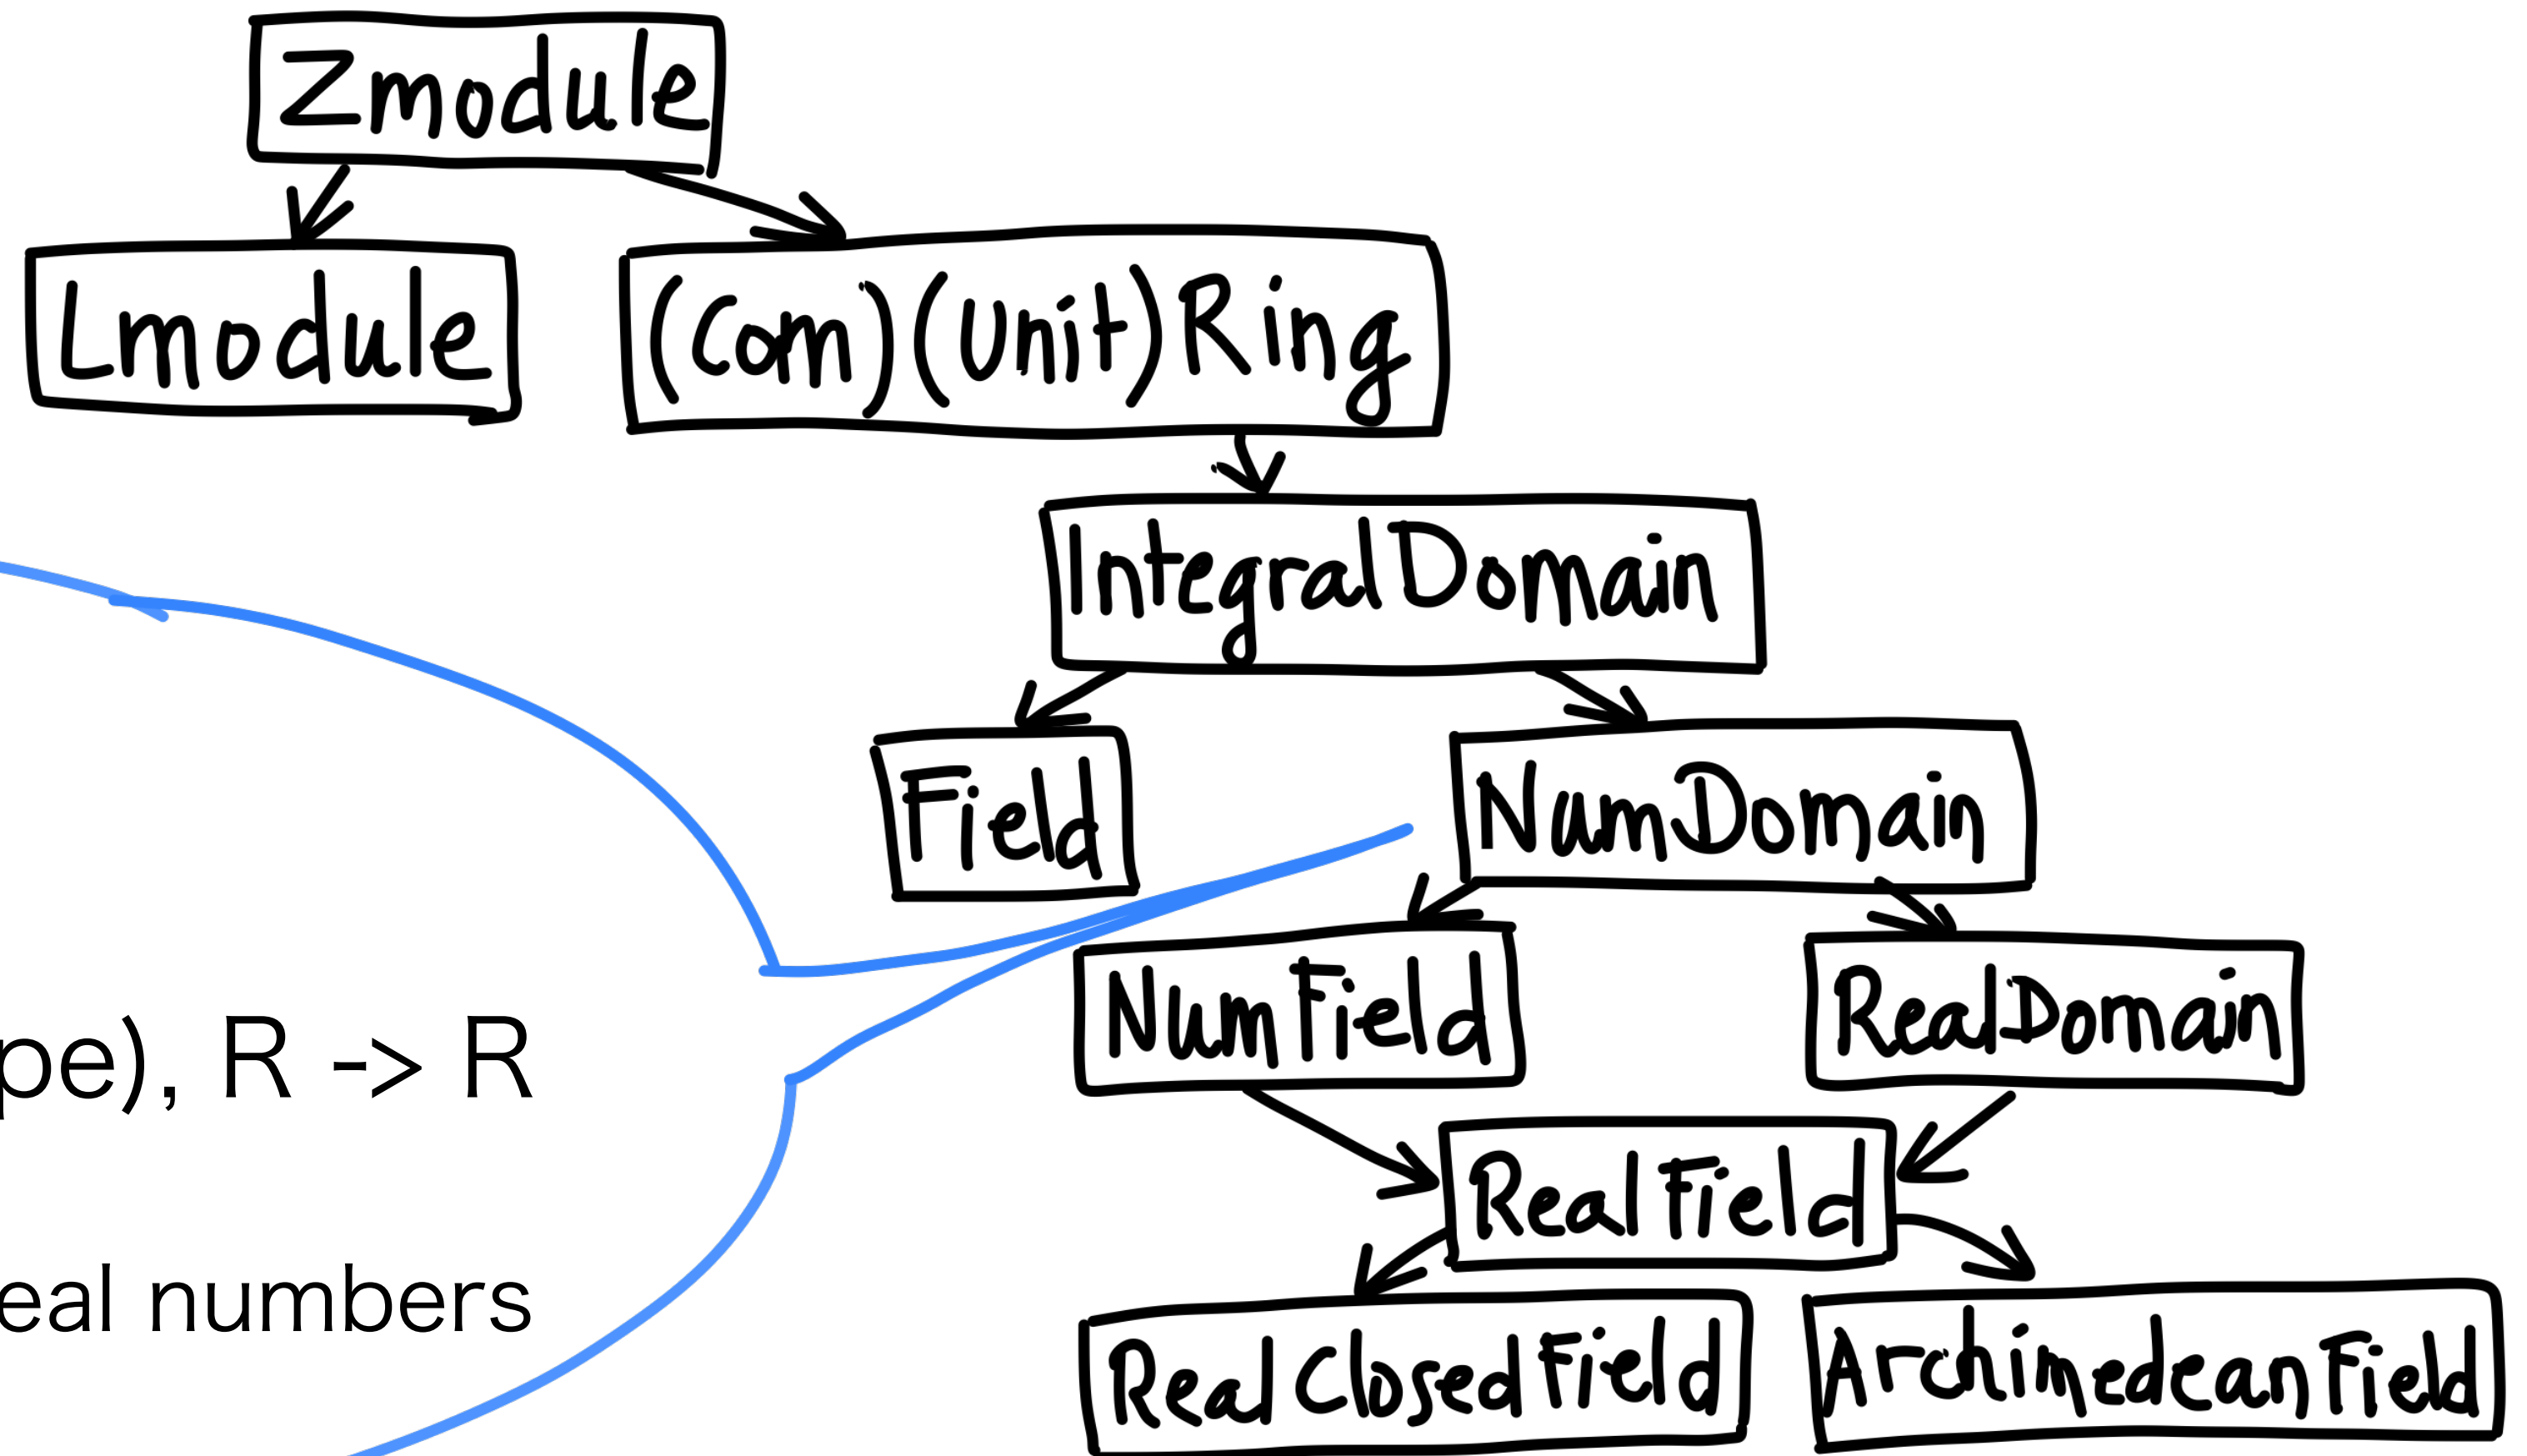 Zmodule
Lmodule
(Com)(Unit)Ring
IntegralDomain
Field
NumDomain
NumField
RealDomain
pe), R -> R
RealField
eal numbers
RealClosedField
ArchimedeanField